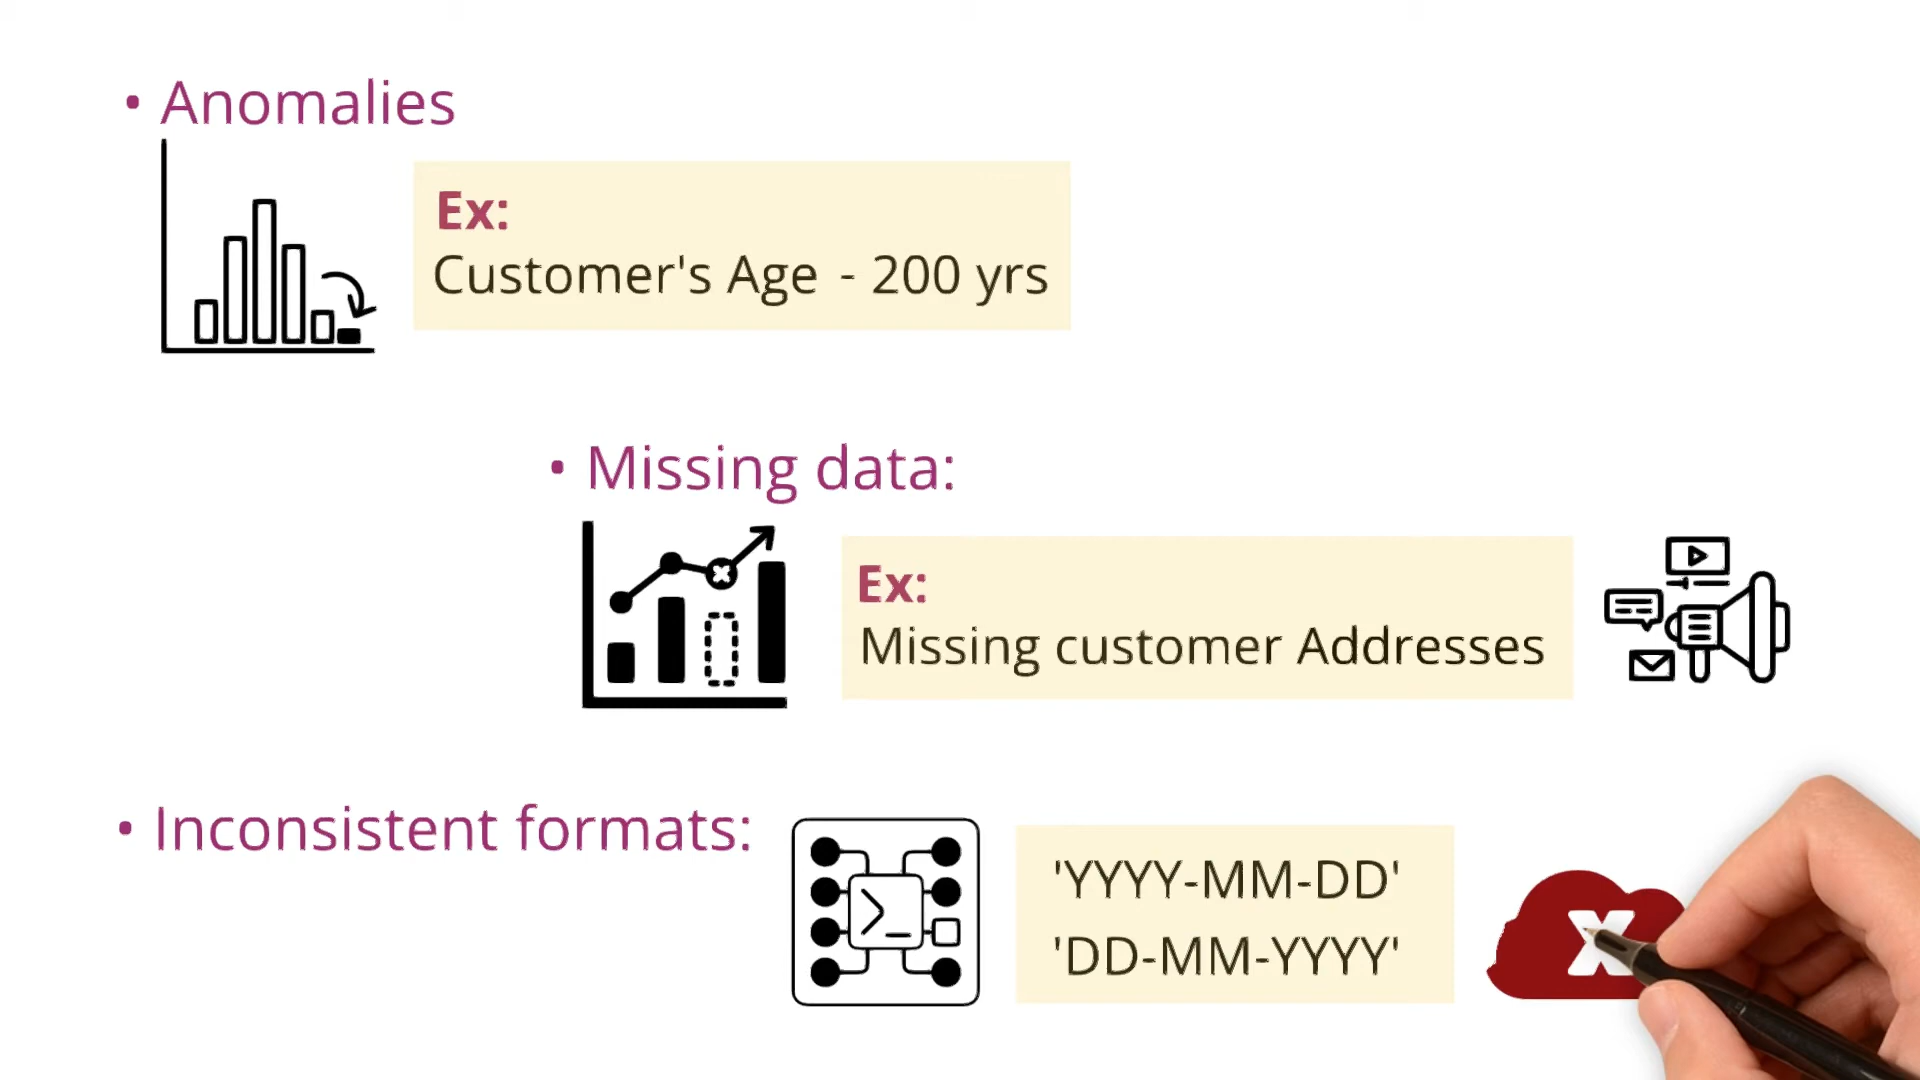 • Anomalies
Ex:
Customer's Age - 200 yrs
• Missing data:
Ex:
Missing customer Addresses
• Inconsistent formats:
'YYYY-MM-DD'
'DD-MM-YYYY'
X